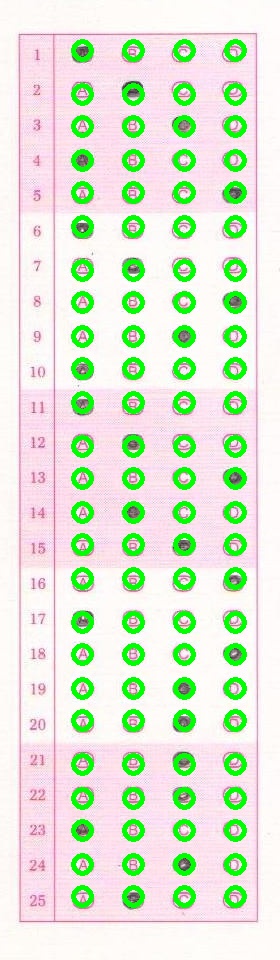 1 B C D
2 A C D
3 A B D
4 B C D
5 A B C
6 B C D
7 A C D
8 A B C
9 A B D
10 B C D
11 B C D
12 A C D
13 A B C
14 A C D
15 A B D
16 A B C
17 B C D
18 A B C
19 A B D
20 A B D
21 A B D
22 A B D
23 B C D
24 A B D
25 A C D